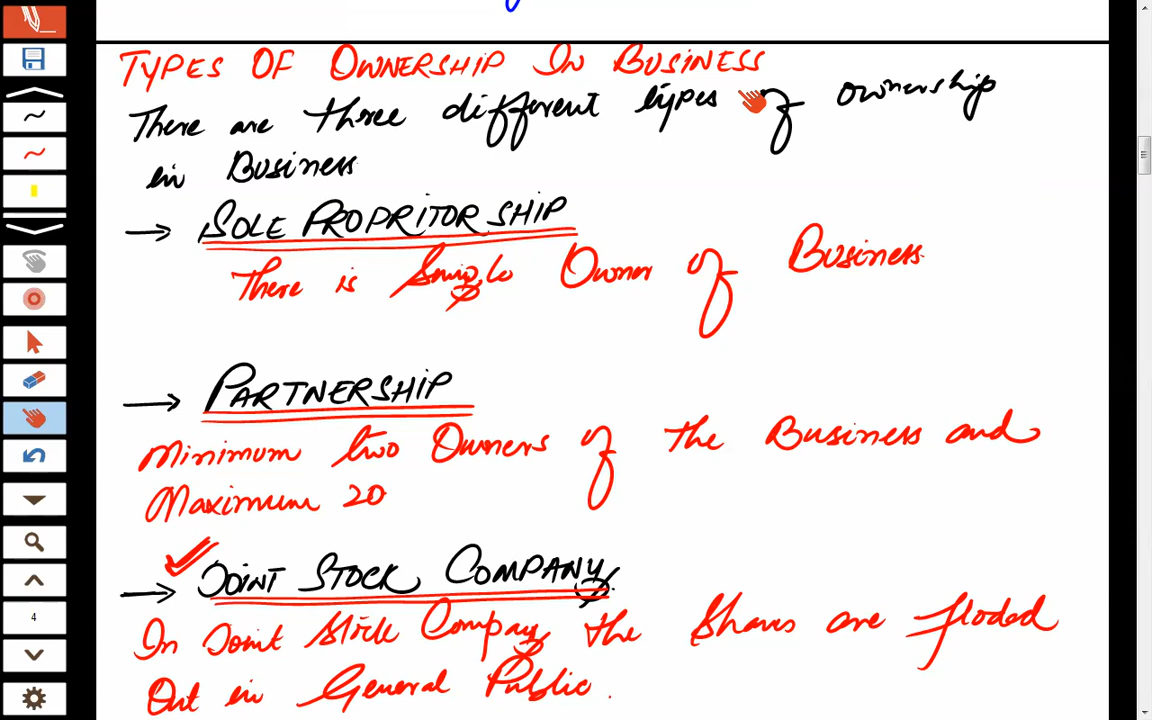 TYPES OF OWNERSHIP IN BUSINESS
There are three different types of ownership
in Business
→ SOLE PROPRITORSHIP
There is Single Owner of Business.
→ PARTNERSHIP
Minimum two Owners of the Business and
Maximum 20
→ JOINT STOCK COMPANY
In Joint Stock Company the Shares are floded
Out in General Public.
4